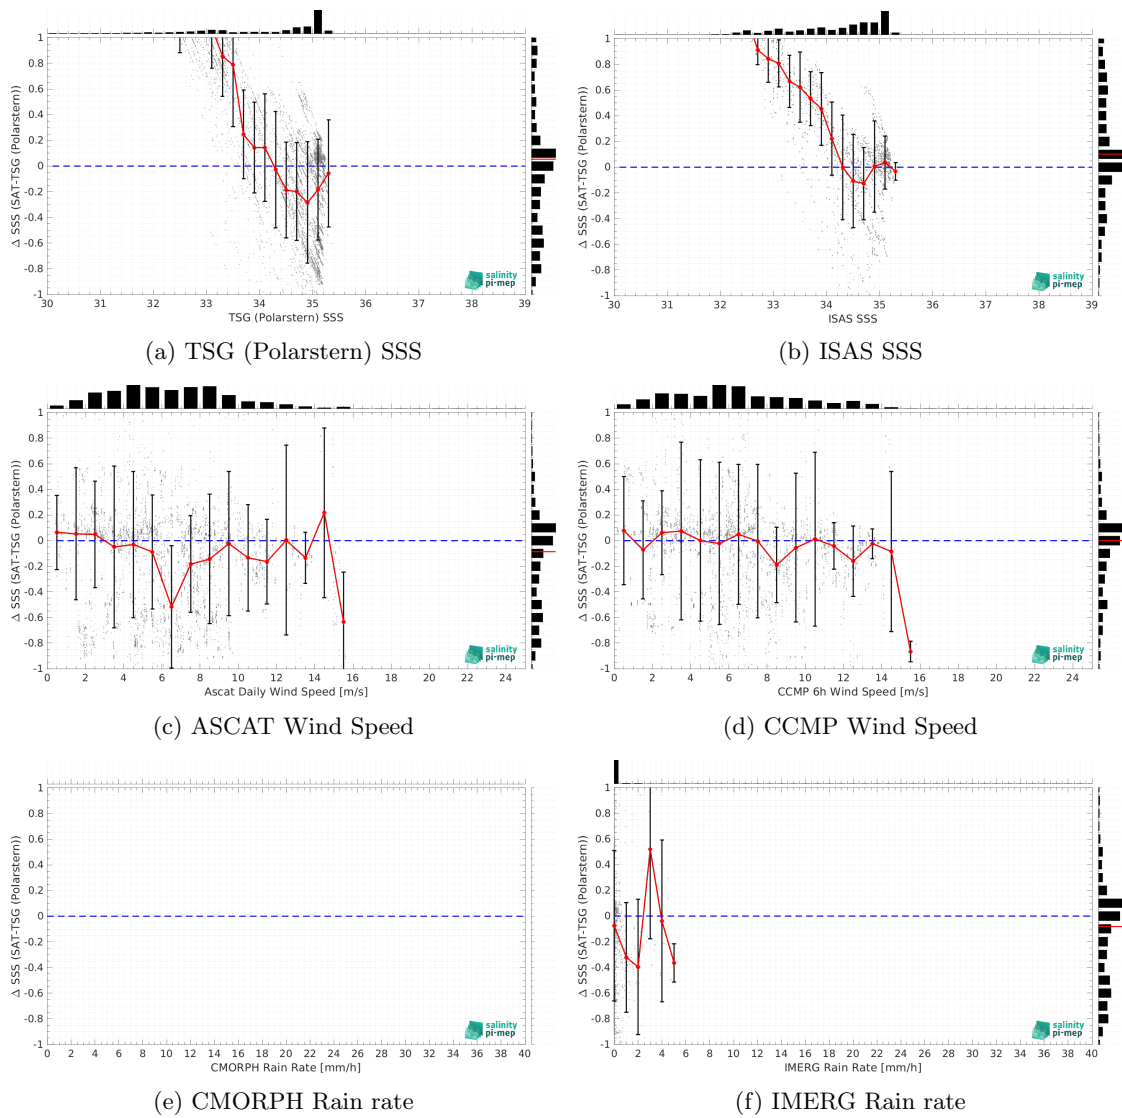 1
0.8
0.6
0.4
0.2
0
-0.2
-0.4
-0.6
-0.8
-1
Δ SSS (SAT-TSG (Polarstern))
30 31 32 33 34 35 36 37 38 39
TSG (Polarstern) SSS
salinity
pi-mep
(a) TSG (Polarstern) SSS
1
0.8
0.6
0.4
0.2
0
-0.2
-0.4
-0.6
-0.8
-1
Δ SSS (SAT-TSG (Polarstern))
30 31 32 33 34 35 36 37 38 39
ISAS SSS
salinity
pi-mep
(b) ISAS SSS
1
0.8
0.6
0.4
0.2
0
-0.2
-0.4
-0.6
-0.8
-1
Δ SSS (SAT-TSG (Polarstern))
0 2 4 6 8 10 12 14 16 18 20 22 24
Ascat Daily Wind Speed [m/s]
salinity
pi-mep
(c) ASCAT Wind Speed
1
0.8
0.6
0.4
0.2
0
-0.2
-0.4
-0.6
-0.8
-1
Δ SSS (SAT-TSG (Polarstern))
0 2 4 6 8 10 12 14 16 18 20 22 24
CCMP 6h Wind Speed [m/s]
salinity
pi-mep
(d) CCMP Wind Speed
1
0.8
0.6
0.4
0.2
0
-0.2
-0.4
-0.6
-0.8
-1
Δ SSS (SAT-TSG (Polarstern))
0 2 4 6 8 10 12 14 16 18 20 22 24 26 28 30 32 34 36 38 40
CMORPH Rain Rate [mm/h]
salinity
pi-mep
(e) CMORPH Rain rate
1
0.8
0.6
0.4
0.2
0
-0.2
-0.4
-0.6
-0.8
-1
Δ SSS (SAT-TSG (Polarstern))
0 2 4 6 8 10 12 14 16 18 20 22 24 26 28 30 32 34 36 38 40
IMERG Rain Rate [mm/h]
salinity
pi-mep
(f) IMERG Rain rate